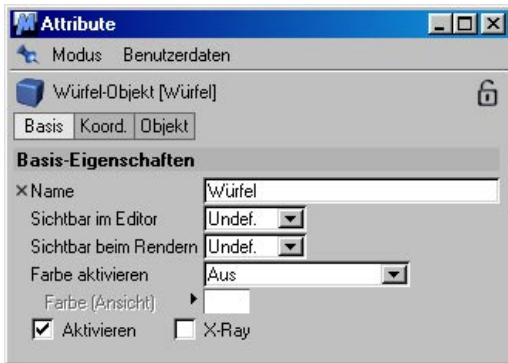 Attribute
Modus Benutzerdaten
Würfel-Objekt [Würfel]
Basis Koord. Objekt
Basis-Eigenschaften
Name Würfel
Sichtbar im Editor Undef.
Sichtbar beim Rendern Undef.
Farbe aktivieren Aus
Farbe (Ansicht)
Aktivieren X-Ray